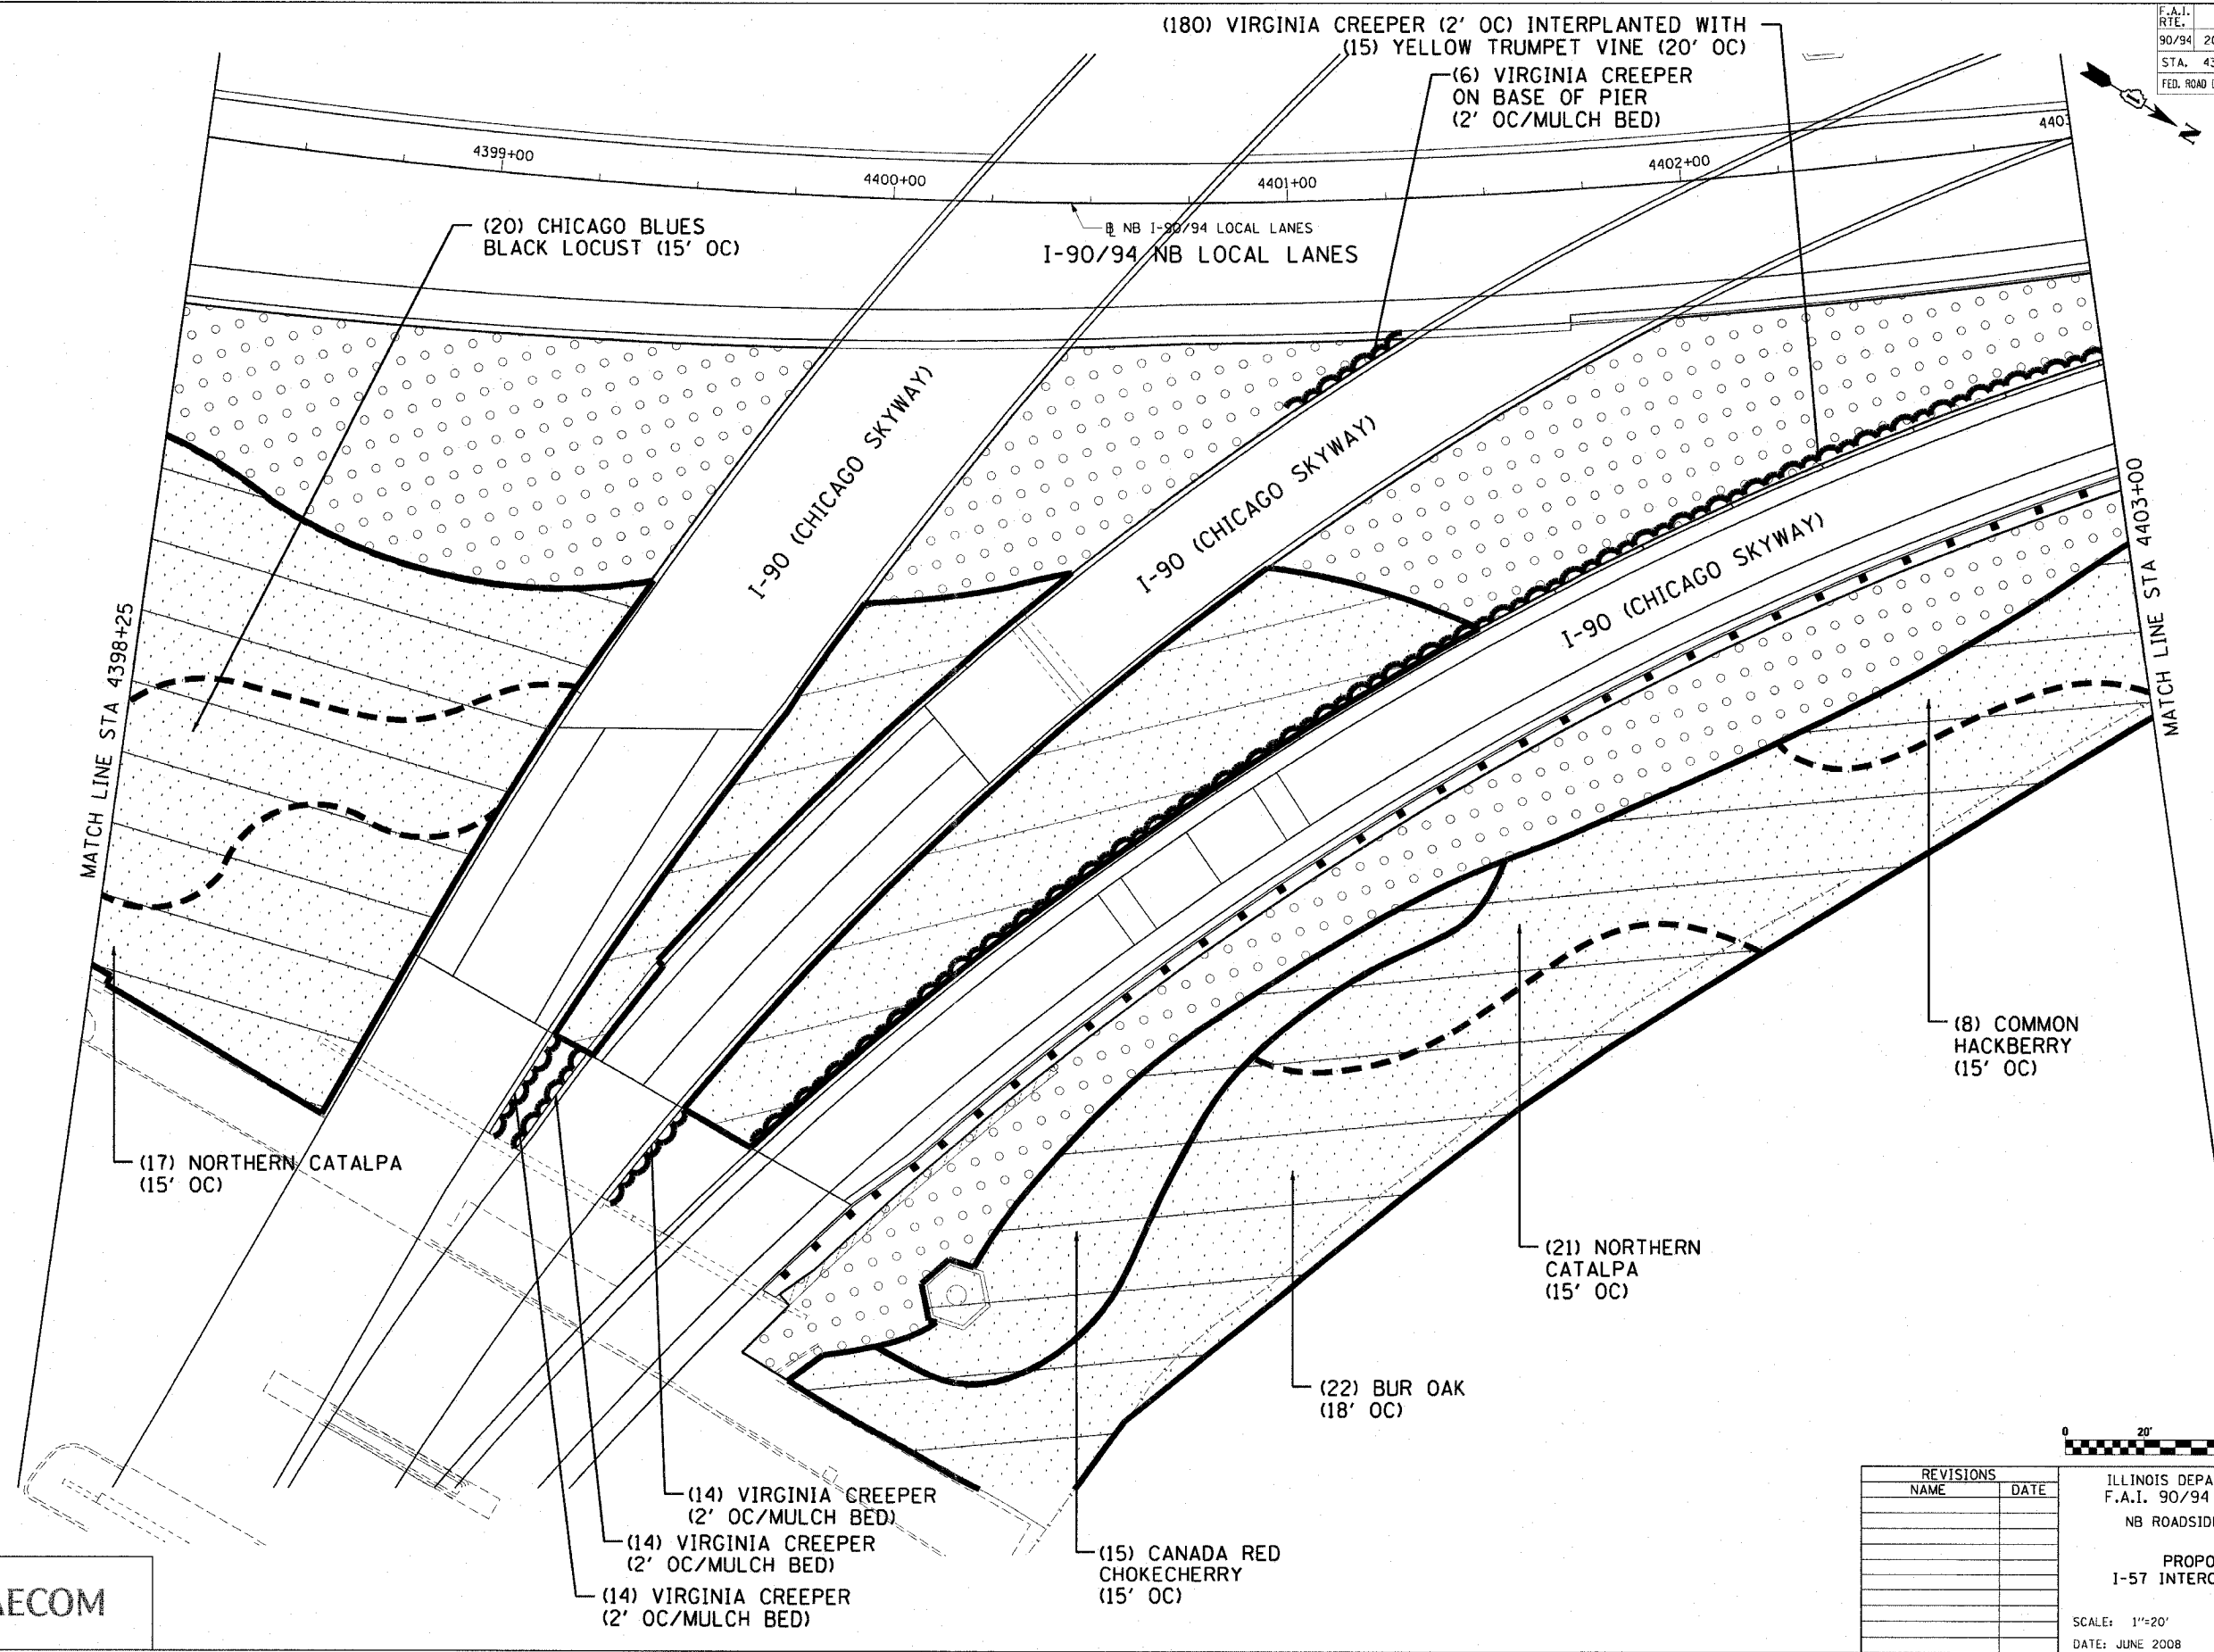 (180) VIRGINIA CREEPER (2' OC) INTERPLANTED WITH
(15) YELLOW TRUMPET VINE (20' OC)
(6) VIRGINIA CREEPER
ON BASE OF PIER
(2' OC/MULCH BED)
F.A.I.
RTE.
90/94
STA.
FED. ROAD
N
4399+00
4400+00
4401+00
4402+00
(20) CHICAGO BLUES
BLACK LOCUST (15' OC)
NB I-90/94 LOCAL LANES
I-90/94 NB LOCAL LANES
I-90 (CHICAGO SKYWAY)
I-90 (CHICAGO SKYWAY)
I-90 (CHICAGO SKYWAY)
MATCH LINE STA 4398+25
MATCH LINE STA 4403+00
(8) COMMON
HACKBERRY
(15' OC)
(17) NORTHERN CATALPA
(15' OC)
(21) NORTHERN
CATALPA
(15' OC)
(22) BUR OAK
(18' OC)
(14) VIRGINIA CREEPER
(2' OC/MULCH BED)
(14) VIRGINIA CREEPER
(2' OC/MULCH BED)
(14) VIRGINIA CREEPER
(2' OC/MULCH BED)
(15) CANADA RED
CHOKECHERRY
(15' OC)
0 20'
REVISIONS
NAME DATE
ILLINOIS
F.A.I. 90/94
NB
I-57
SCALE: 1"=20'
DATE: JUNE 2008